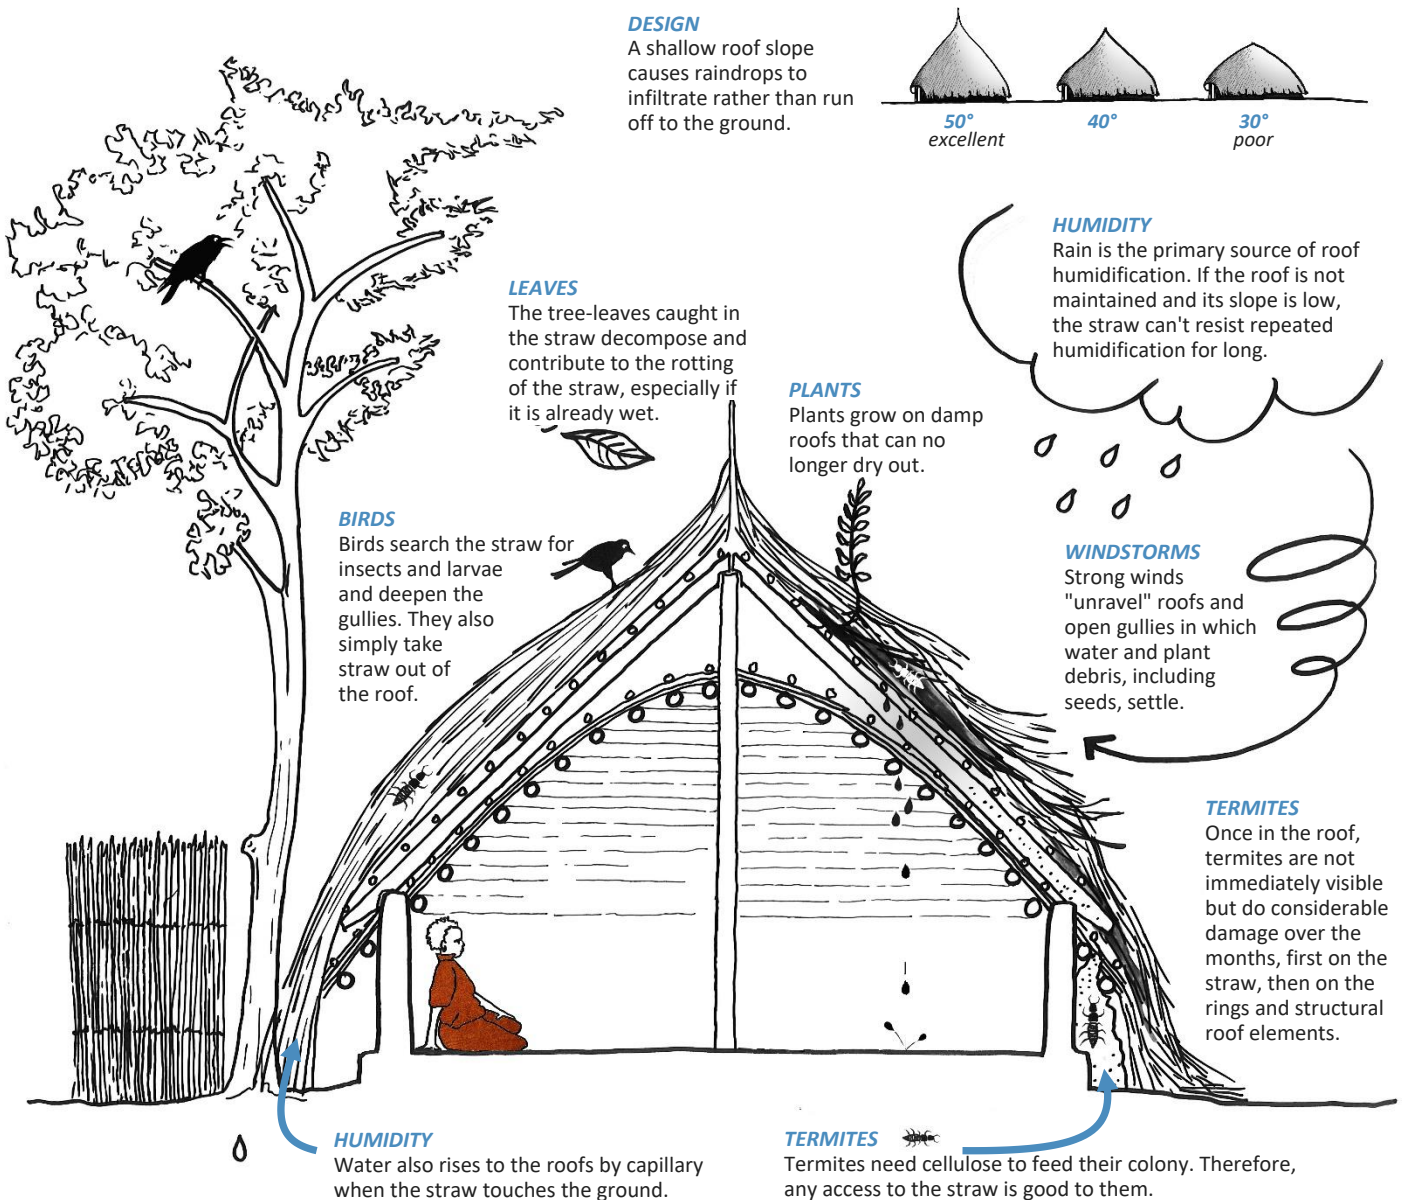 DESIGN
A shallow roof slope
causes raindrops to
infiltrate rather than run
off to the ground.
50°
excellent
40°
30°
poor
HUMIDITY
Rain is the primary source of roof
humidification. If the roof is not
maintained and its slope is low,
the straw can't resist repeated
humidification for long.
LEAVES
The tree-leaves caught in
the straw decompose and
contribute to the rotting
of the straw, especially if
it is already wet.
PLANTS
Plants grow on damp
roofs that can no
longer dry out.
BIRDS
Birds search the straw for
insects and larvae
and deepen the
gullies. They also
simply take
straw out of
the roof.
WINDSTORMS
Strong winds
"unravel" roofs and
open gullies in which
water and plant
debris, including
seeds, settle.
TERMITES
Once in the roof,
termites are not
immediately visible
but do considerable
damage over the
months, first on the
straw, then on the
rings and structural
roof elements.
HUMIDITY
Water also rises to the roofs by capillary
when the straw touches the ground.
TERMITES
Termites need cellulose to feed their colony. Therefore,
any access to the straw is good to them.